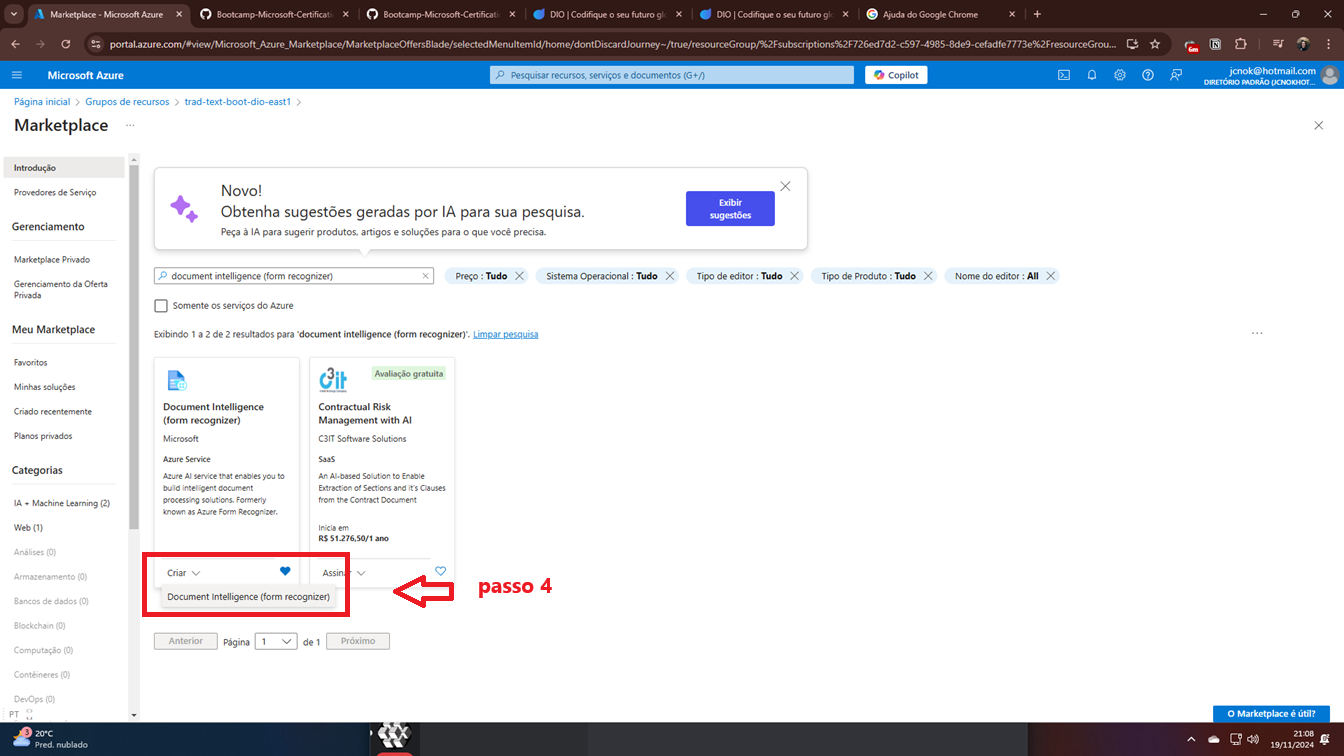 Marketplace - Microsoft Azure
Bootcamp-Microsoft-Certificati
Bootcamp-Microsoft-Certificati
DIO | Codifique o seu futuro glo
DIO | Codifique o seu futuro glo
Ajuda do Google Chrome
portal.azure.com/#view/Microsoft_Azure_Marketplace/MarketplaceOffersBlade/selectedMenuItemId/home/dontDiscardJourney~/true/resourceGroup/%2Fsubscriptions%2F726ed7d2-c597-4985-8de9-cefadfe7773e%2FresourceGrou...
Microsoft Azure
Pesquisar recursos, serviços e documentos (G+/)
Copilot
jcnok@hotmail.com
DIRETÓRIO PADRÃO (JCNOKHOT...
Página inicial > Grupos de recursos > trad-text-boot-dio-east1 >
Marketplace ...
Introdução
Provedores de Serviço
Gerenciamento
Marketplace Privado
Gerenciamento da Oferta
Privada
Meu Marketplace
Favoritos
Minhas soluções
Criado recentemente
Planos privados
Categorias
IA + Machine Learning (2)
Web (1)
Análises (0)
Armazenamento (0)
Bancos de dados (0)
Blockchain (0)
Computação (0)
Contêineres (0)
DevOps (0)
PT
Novo!
Obtenha sugestões geradas por IA para sua pesquisa.
Peça à IA para sugerir produtos, artigos e soluções para o que você precisa.
Exibir
sugestões
document intelligence (form recognizer)
Preço : Tudo
Sistema Operacional : Tudo
Tipo de editor : Tudo
Tipo de Produto : Tudo
Nome do editor : All
Somente os serviços do Azure
Exibindo 1 a 2 de 2 resultados para 'document intelligence (form recognizer)'. Limpar pesquisa
Document Intelligence
(form recognizer)
Microsoft
Azure Service
Azure AI service that enables you to
build intelligent document
processing solutions. Formerly
known as Azure Form Recognizer.
Criar
Document Intelligence (form recognizer)
C3it
Avaliação gratuita
Contractual Risk
Management with AI
C3IT Software Solutions
SaaS
An AI-based Solution to Enable
Extraction of Sections and it's Clauses
from the Contract Document
Inicia em
R$ 51.276,50/1 ano
Assinar
passo 4
Anterior
Página 1 de 1
Próximo
O Marketplace é útil?
3
20°C
Pred. nublado
21:08
19/11/2024